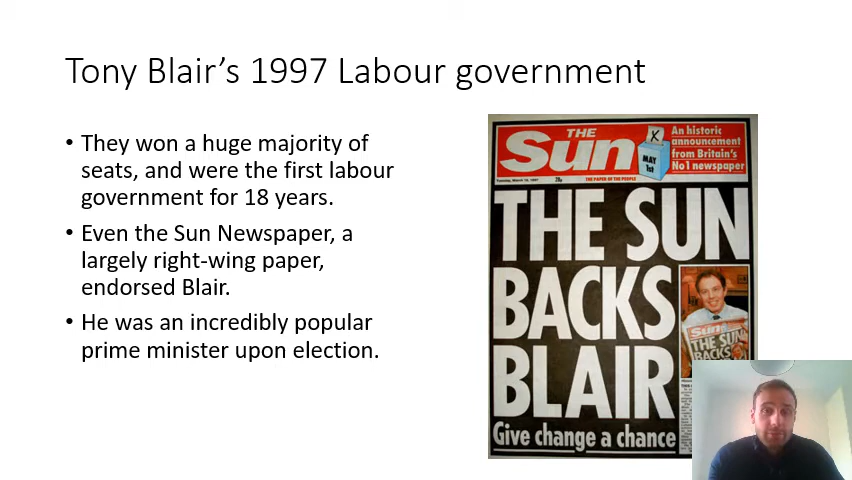 Tony Blair's 1997 Labour government
• They won a huge majority of
seats, and were the first labour
government for 18 years.
• Even the Sun Newspaper, a
largely right-wing paper,
endorsed Blair.
• He was an incredibly popular
prime minister upon election.
THE
Sun
X
MAY
1st
An historic
announcement
from Britain's
No1 newspaper
THE PAPER OF THE PEOPLE
THE SUN
BACKS
BLAIR
Give change a chance
Sun
THE SUN
BACKS